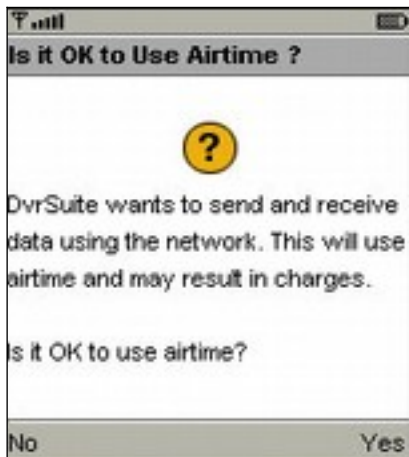 Is it OK to Use Airtime ?
?
DvrSuite wants to send and receive
data using the network. This will use
airtime and may result in charges.
Is it OK to use airtime?
No Yes